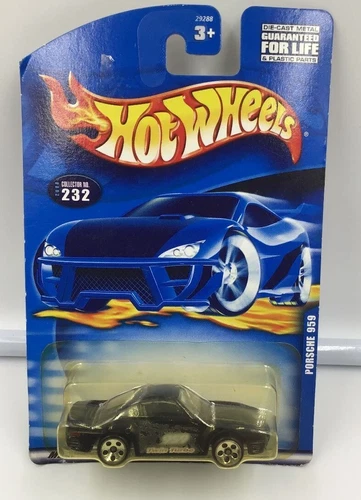 29288
3+
DIE-CAST METAL
GUARANTEED
FOR LIFE
& PLASTIC PARTS
HOT WHEELS
COLLECTOR NO.
232
PORSCHE 959